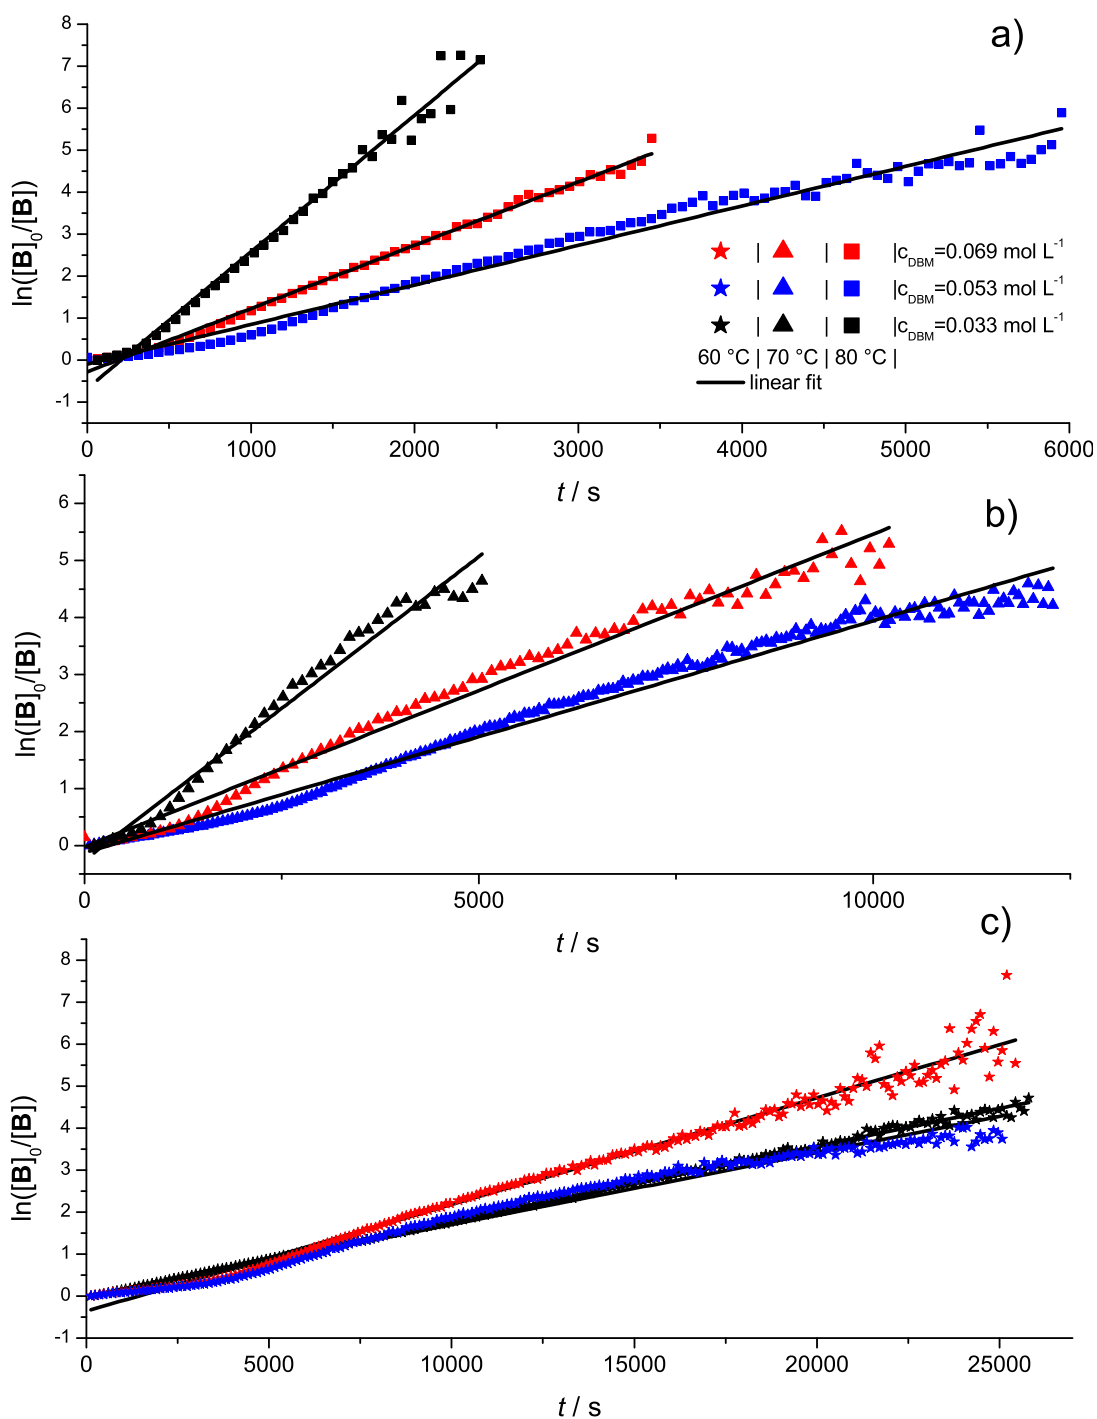 a)
8
7
6
5
4
3
2
1
0
-1
ln([B]₀/[B])
|
|
|c_DBM=0.069 mol L⁻¹
|
|
|c_DBM=0.053 mol L⁻¹
|
|
|c_DBM=0.033 mol L⁻¹
60 °C | 70 °C | 80 °C |
linear fit
0 1000 2000 3000 4000 5000 6000
t / s
b)
6
5
4
3
2
1
0
ln([B]₀/[B])
0 5000 10000
t / s
c)
8
7
6
5
4
3
2
1
0
-1
ln([B]₀/[B])
0 5000 10000 15000 20000 25000
t / s